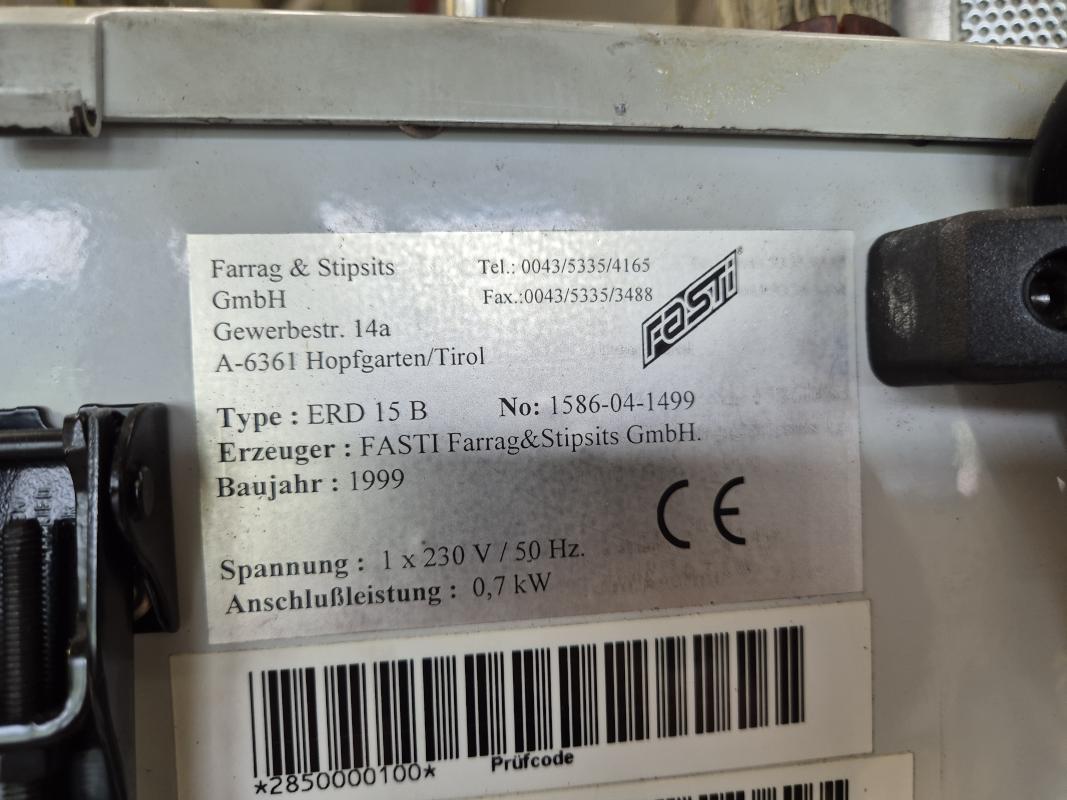 Farrag & Stipsits
GmbH
Gewerbestr. 14a
A-6361 Hopfgarten/Tirol
Tel.: 0043/5335/4165
Fax.:0043/5335/3488
FASTI®
Type : ERD 15 B No: 1586-04-1499
Erzeuger : FASTI Farrag&Stipsits GmbH.
Baujahr : 1999
CE
Spannung : 1 x 230 V / 50 Hz.
Anschlußleistung : 0,7 kW
*2850000100* Prüfcode